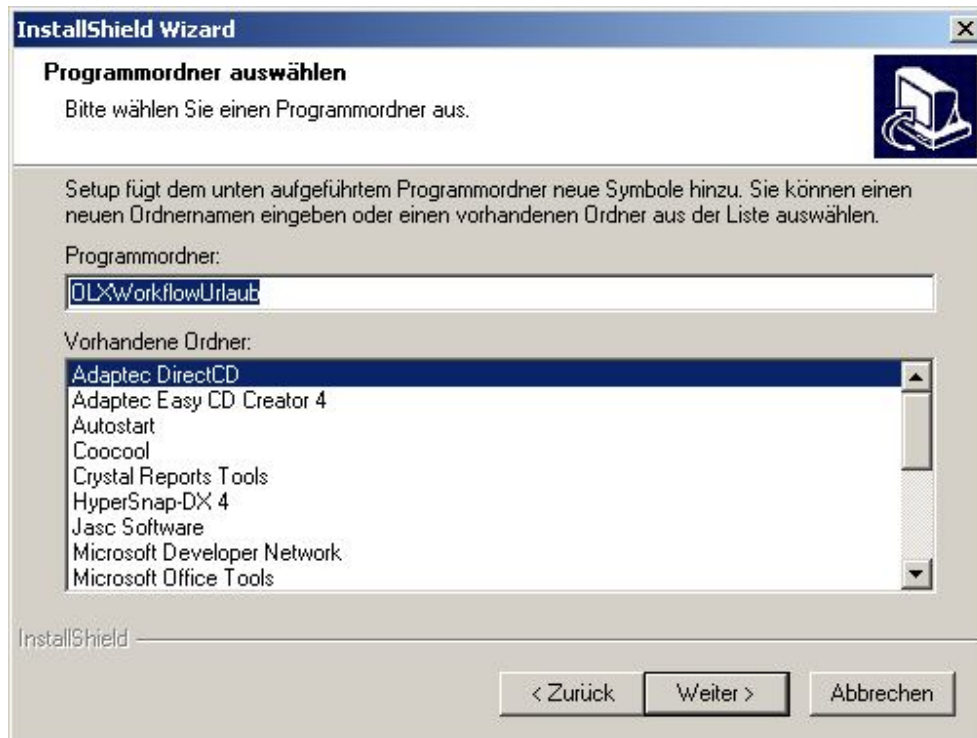 InstallShield Wizard
Programmordner auswählen
Bitte wählen Sie einen Programmordner aus.
Setup fügt dem unten aufgeführtem Programmordner neue Symbole hinzu. Sie können einen
neuen Ordnernamen eingeben oder einen vorhandenen Ordner aus der Liste auswählen.
Programmordner:
OLXWorkflowUrlaub
Vorhandene Ordner:
Adaptec DirectCD
Adaptec Easy CD Creator 4
Autostart
Coocool
Crystal Reports Tools
HyperSnap-DX 4
Jasc Software
Microsoft Developer Network
Microsoft Office Tools
InstallShield
< Zurück Weiter > Abbrechen